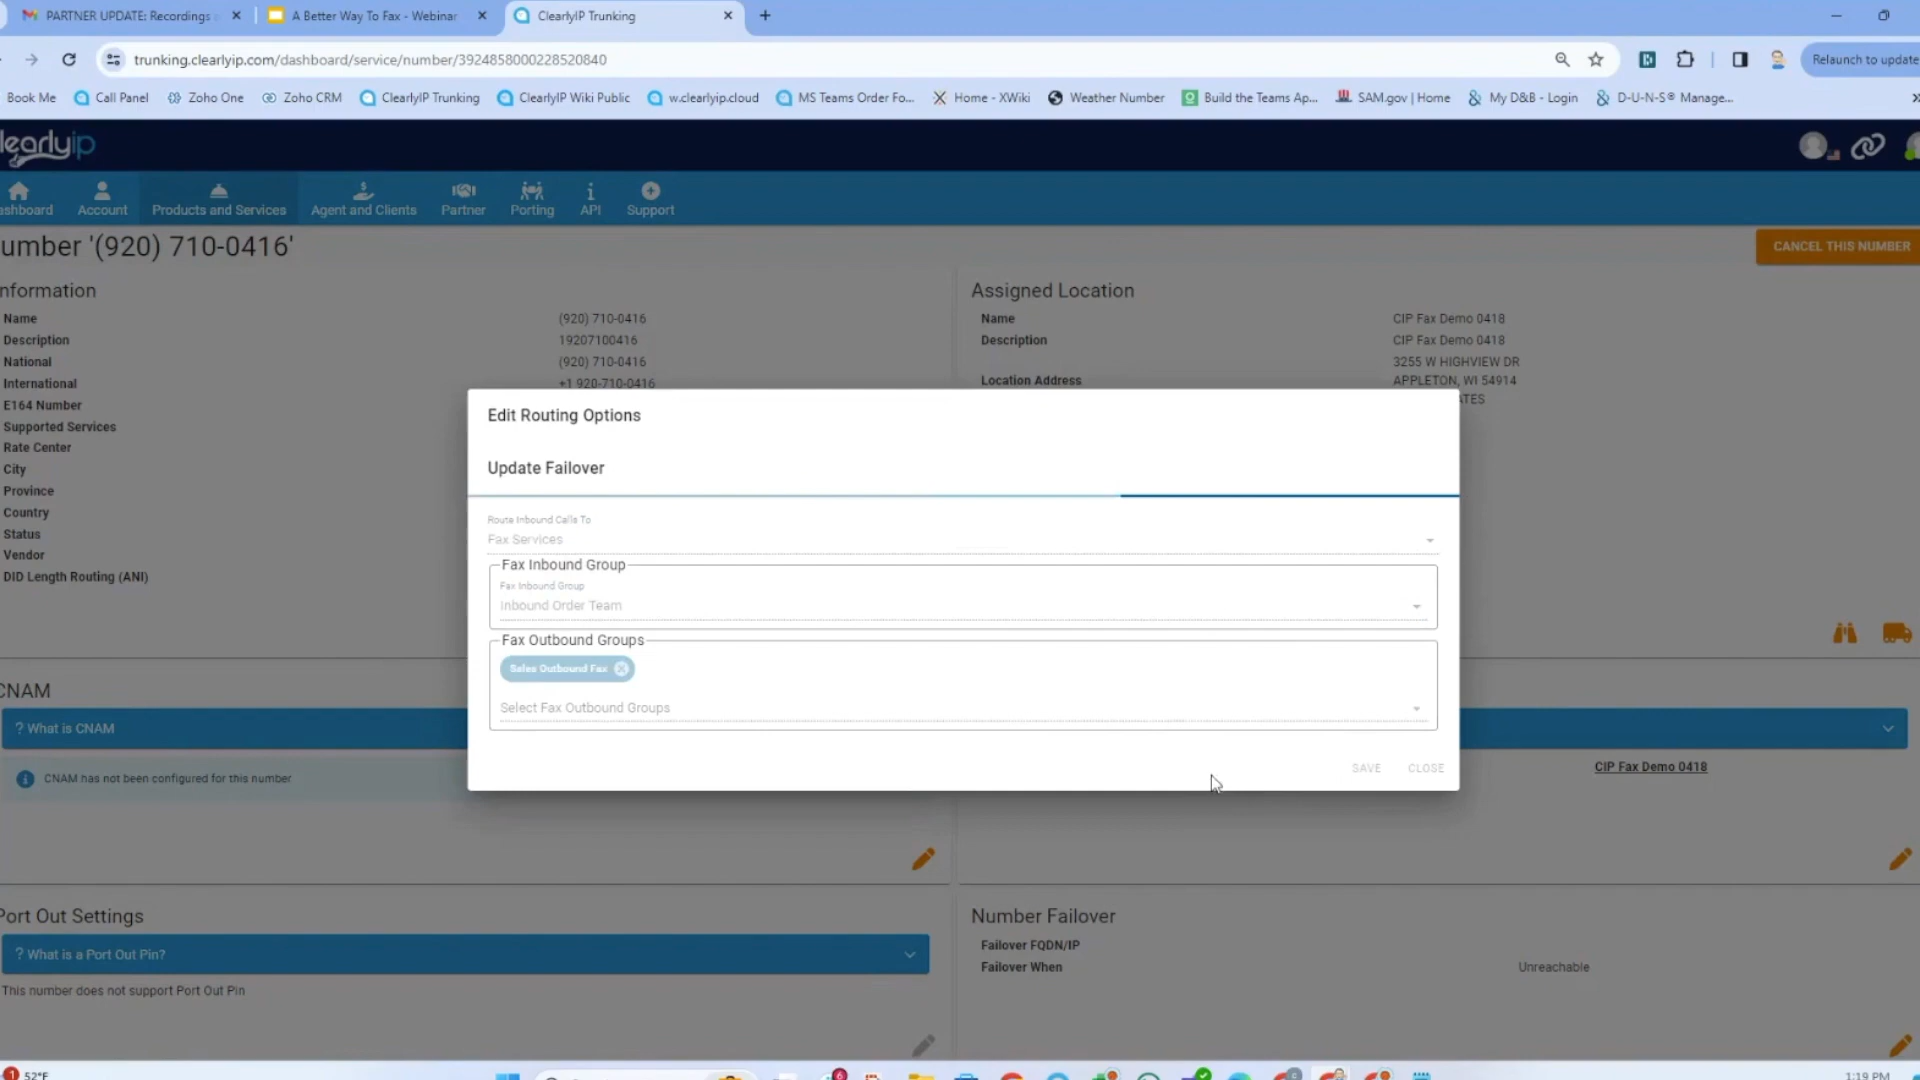 PARTNER UPDATE: Recordings
A Better Way To Fax - Webinar
ClearlyIP Trunking
trunking.clearlyip.com/dashboard/service/number/3924858000228520840
Relaunch to update
Book Me
Call Panel
Zoho One
Zoho CRM
ClearlyIP Trunking
ClearlyIP Wiki Public
w.clearlyip.cloud
MS Teams Order Fo...
Home - XWiki
Weather Number
Build the Teams Ap...
SAM.gov | Home
My D&B - Login
D-U-N-S® Manage...
learlyip
ashboard
Account
Products and Services
Agent and Clients
Partner
Porting
API
Support
umber '(920) 710-0416'
CANCEL THIS NUMBER
nformation
Name (920) 710-0416
Description 19207100416
National (920) 710-0416
International +1 920-710-0416
E164 Number
Supported Services
Rate Center
City
Province
Country
Status
Vendor
DID Length Routing (ANI)
Assigned Location
Name CIP Fax Demo 0418
Description CIP Fax Demo 0418
3255 W HIGHVIEW DR
Location Address APPLETON, WI 54914
ATES
Edit Routing Options
Update Failover
Route Inbound Calls To
Fax Services
Fax Inbound Group
Fax Inbound Group
Inbound Order Team
Fax Outbound Groups
Sales Outbound Fax
Select Fax Outbound Groups
SAVE CLOSE
CNAM
? What is CNAM
CNAM has not been configured for this number
CIP Fax Demo 0418
Port Out Settings
? What is a Port Out Pin?
This number does not support Port Out Pin
Number Failover
Failover FQDN/IP
Failover When Unreachable
1
52°F
6
1:19 PM